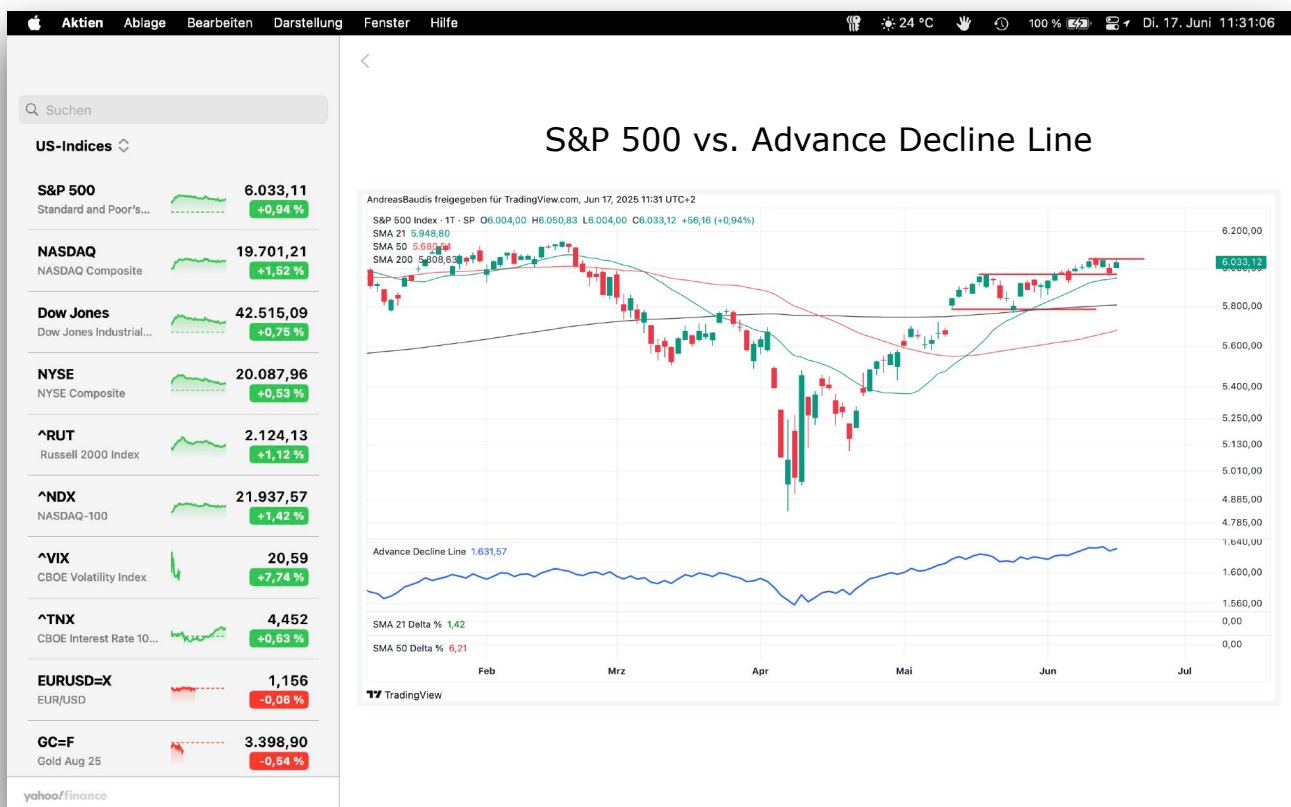 Aktien Ablage Bearbeiten Darstellung Fenster Hilfe 24 °C 100 % Di. 17. Juni 11:31:06
Suchen
US-Indices
S&P 500 6.033,11
Standard and Poor's... +0,94 %
NASDAQ 19.701,21
NASDAQ Composite +1,52 %
Dow Jones 42.515,09
Dow Jones Industrial... +0,75 %
NYSE 20.087,96
NYSE Composite +0,53 %
^RUT 2.124,13
Russell 2000 Index +1,12 %
^NDX 21.937,57
NASDAQ-100 +1,42 %
^VIX 20,59
CBOE Volatility Index +7,74 %
^TNX 4,452
CBOE Interest Rate 10... +0,63 %
EURUSD=X 1,156
EUR/USD -0,06 %
GC=F 3.398,90
Gold Aug 25 -0,54 %
yahoo!finance
S&P 500 vs. Advance Decline Line
AndreasBaudis freigegeben für TradingView.com, Jun 17, 2025 11:31 UTC+2
S&P 500 Index · 1T · SP O6.004,00 H6.050,83 L6.004,00 C6.033,12 +56,16 (+0,94%)
SMA 21 5.948,80
SMA 50 5.680,54
SMA 200 5.808,63
6.200,00
6.033,12
6.000,00
5.800,00
5.600,00
5.400,00
5.250,00
5.130,00
5.010,00
4.885,00
4.785,00
Advance Decline Line 1.631,57
1.640,00
1.600,00
1.560,00
SMA 21 Delta % 1,42 0,00
SMA 50 Delta % 6,21 0,00
Feb Mrz Apr Mai Jun Jul
TradingView